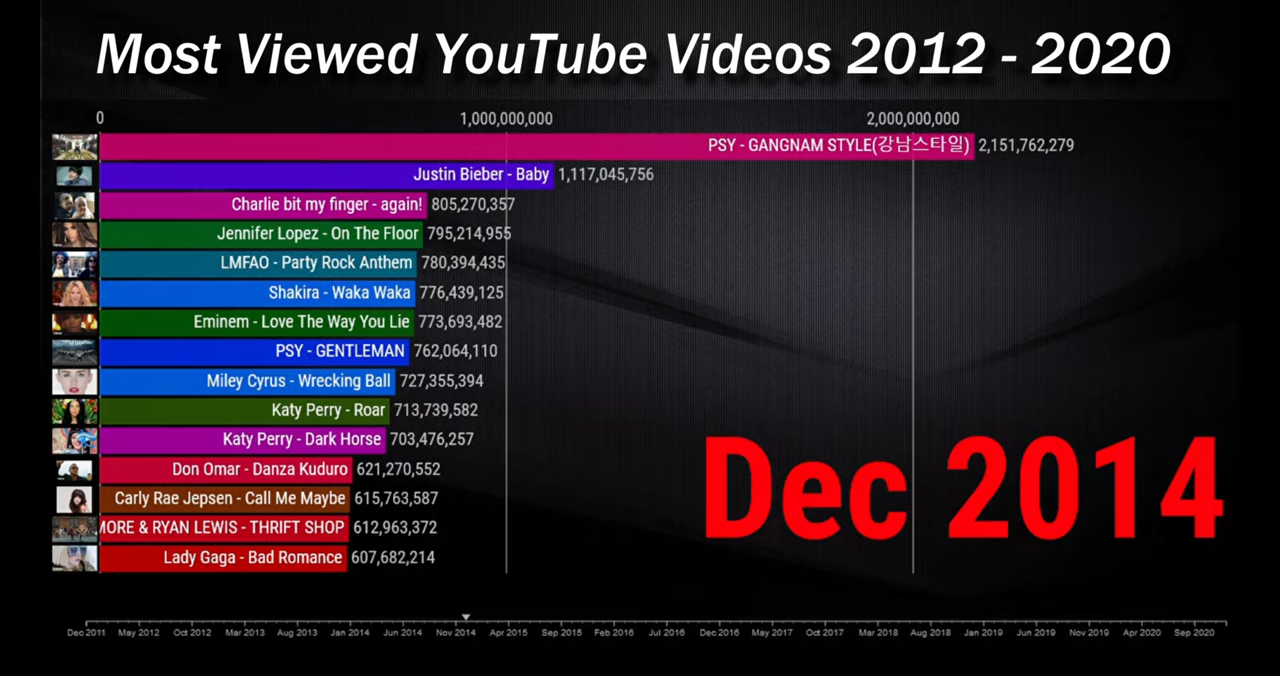 Most Viewed YouTube Videos 2012 - 2020
0 1,000,000,000 2,000,000,000
PSY - GANGNAM STYLE(강남스타일) 2,151,762,279
Justin Bieber - Baby 1,117,045,756
Charlie bit my finger - again! 805,270,357
Jennifer Lopez - On The Floor 795,214,955
LMFAO - Party Rock Anthem 780,394,435
Shakira - Waka Waka 776,439,125
Eminem - Love The Way You Lie 773,693,482
PSY - GENTLEMAN 762,064,110
Miley Cyrus - Wrecking Ball 727,355,394
Katy Perry - Roar 713,739,582
Katy Perry - Dark Horse 703,476,257
Don Omar - Danza Kuduro 621,270,552
Carly Rae Jepsen - Call Me Maybe 615,763,587
MORE & RYAN LEWIS - THRIFT SHOP 612,963,372
Lady Gaga - Bad Romance 607,682,214
Dec 2014
Dec 2011 May 2012 Oct 2012 Mar 2013 Aug 2013 Jan 2014 Jun 2014 Nov 2014 Apr 2015 Sep 2015 Feb 2016 Jul 2016 Dec 2016 May 2017 Oct 2017 Mar 2018 Aug 2018 Jan 2019 Jun 2019 Nov 2019 Apr 2020 Sep 2020